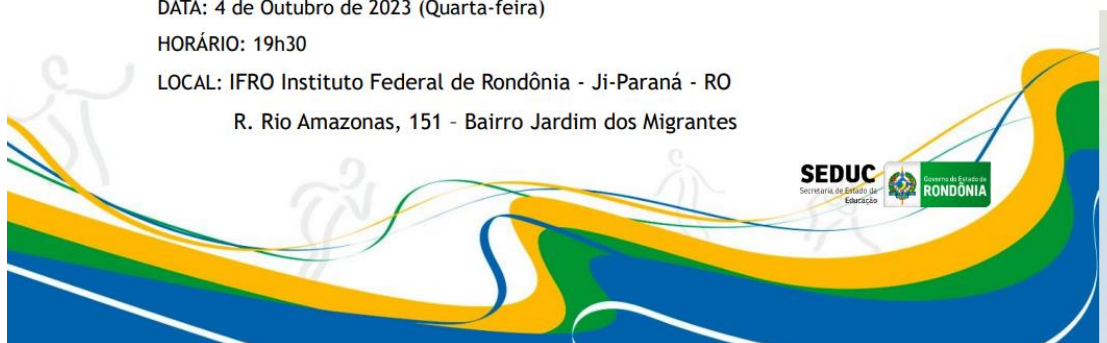 DATA: 4 de Outubro de 2023 (Quarta-feira)
HORÁRIO: 19h30
LOCAL: IFRO Instituto Federal de Rondônia - Ji-Paraná - RO
R. Rio Amazonas, 151 – Bairro Jardim dos Migrantes
SEDUC
Secretaria de Estado da
Educação
Governo do Estado de
RONDÔNIA